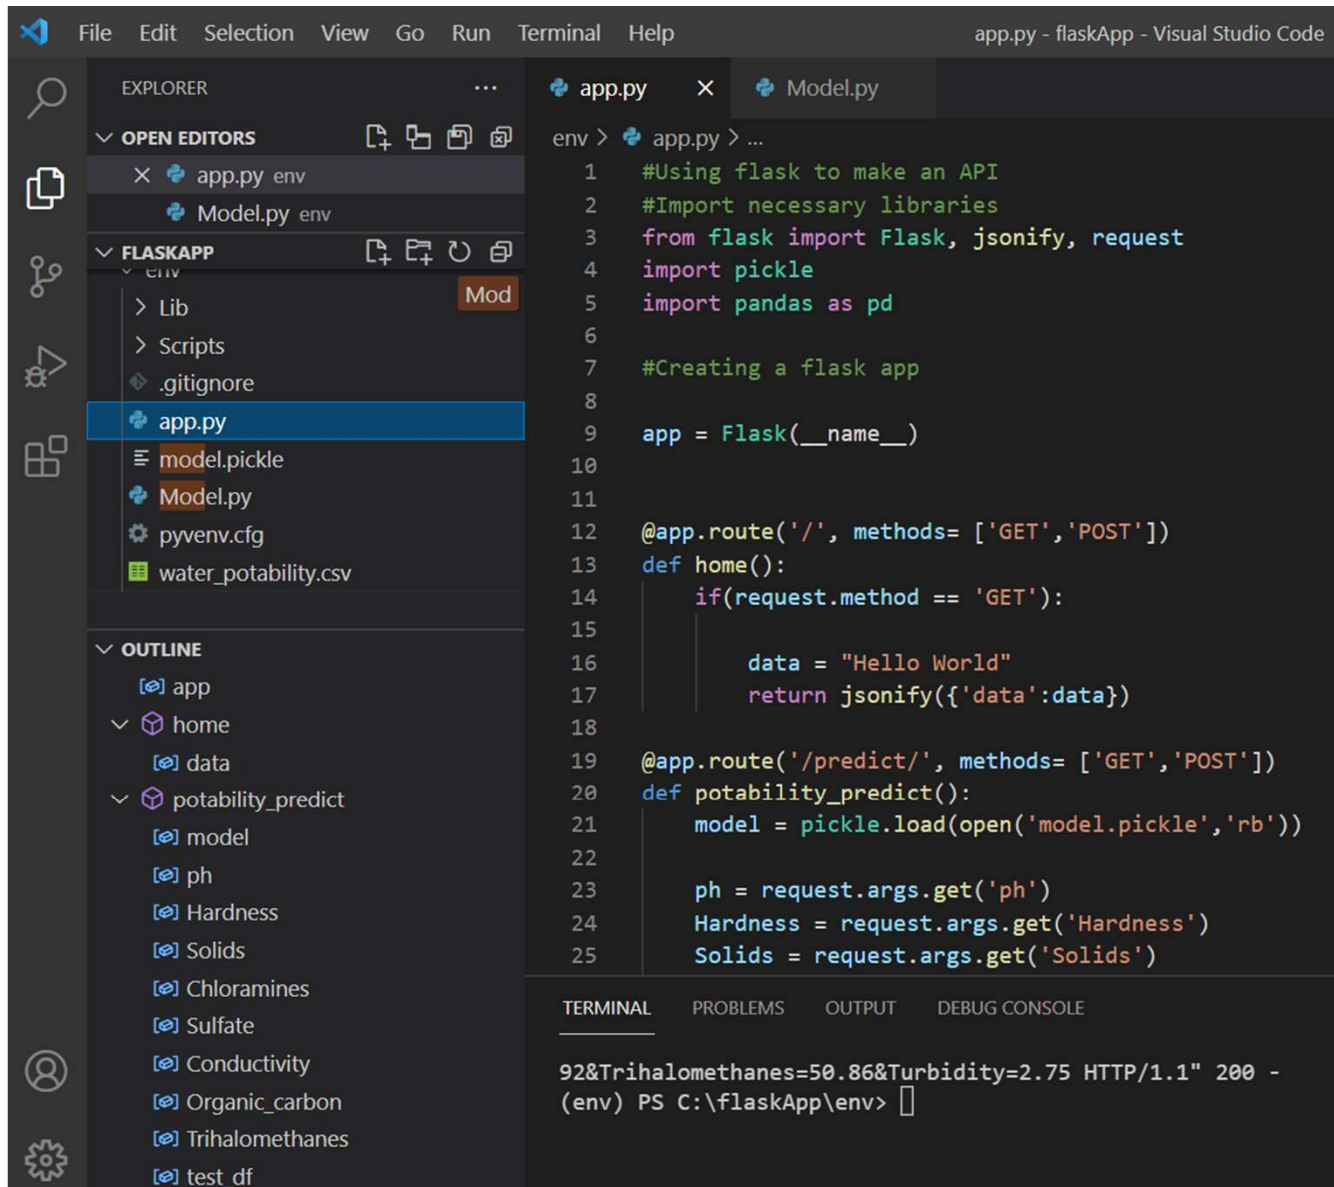 File Edit Selection View Go Run Terminal Help app.py - flaskApp - Visual Studio Code
EXPLORER ...
OPEN EDITORS
app.py env
Model.py env
FLASKAPP
env
Mod
Lib
Scripts
.gitignore
app.py
model.pickle
Model.py
pyvenv.cfg
water_potability.csv
OUTLINE
app
home
data
potability_predict
model
ph
Hardness
Solids
Chloramines
Sulfate
Conductivity
Organic_carbon
Trihalomethanes
test_df
app.py Model.py
env > app.py > ...
1 #Using flask to make an API
2 #Import necessary libraries
3 from flask import Flask, jsonify, request
4 import pickle
5 import pandas as pd
6
7 #Creating a flask app
8
9 app = Flask(__name__)
10
11
12 @app.route('/', methods= ['GET','POST'])
13 def home():
14 if(request.method == 'GET'):
15
16 data = "Hello World"
17 return jsonify({'data':data})
18
19 @app.route('/predict/', methods= ['GET','POST'])
20 def potability_predict():
21 model = pickle.load(open('model.pickle','rb'))
22
23 ph = request.args.get('ph')
24 Hardness = request.args.get('Hardness')
25 Solids = request.args.get('Solids')
TERMINAL PROBLEMS OUTPUT DEBUG CONSOLE
92&Trihalomethanes=50.86&Turbidity=2.75 HTTP/1.1" 200 -
(env) PS C:\flaskApp\env>